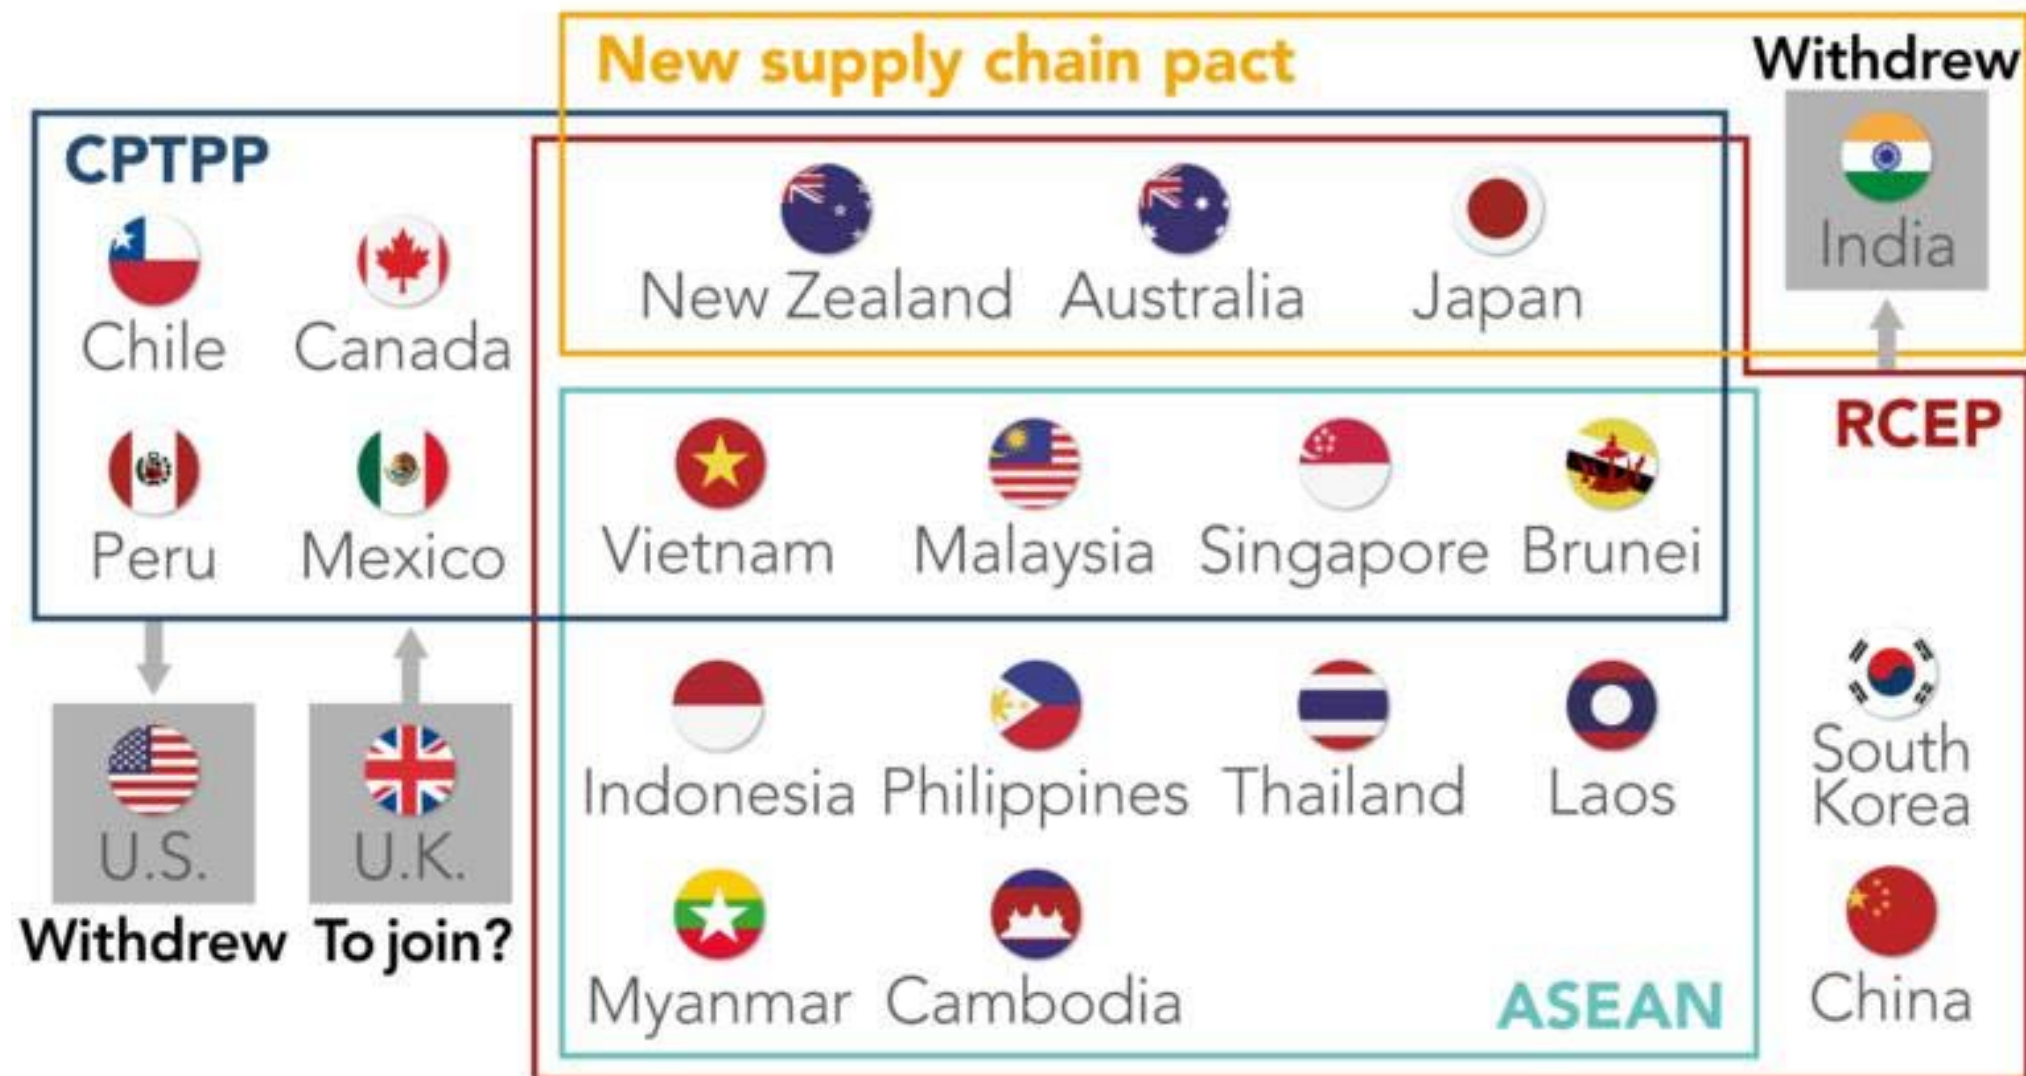 New supply chain pact
Withdrew
CPTPP
India
New Zealand Australia Japan
Chile Canada
RCEP
Peru Mexico
Vietnam Malaysia Singapore Brunei
South
Korea
Indonesia Philippines Thailand Laos
U.S. U.K.
Withdrew To join?
Myanmar Cambodia
ASEAN
China